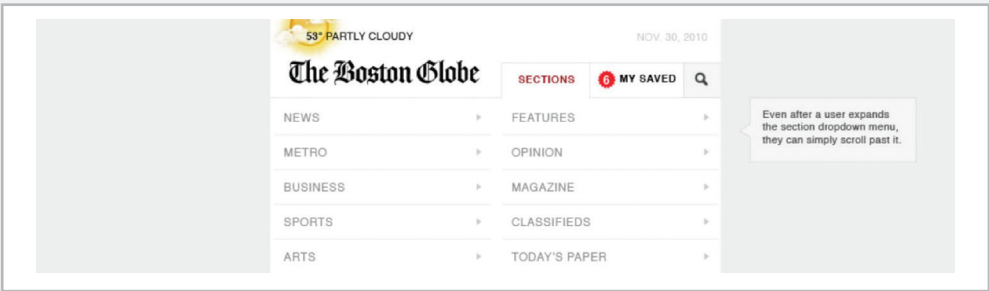 53° PARTLY CLOUDY
NOV. 30, 2010
The Boston Globe
SECTIONS
6 MY SAVED
NEWS
FEATURES
METRO
OPINION
BUSINESS
MAGAZINE
SPORTS
CLASSIFIEDS
ARTS
TODAY'S PAPER
Even after a user expands
the section dropdown menu,
they can simply scroll past it.